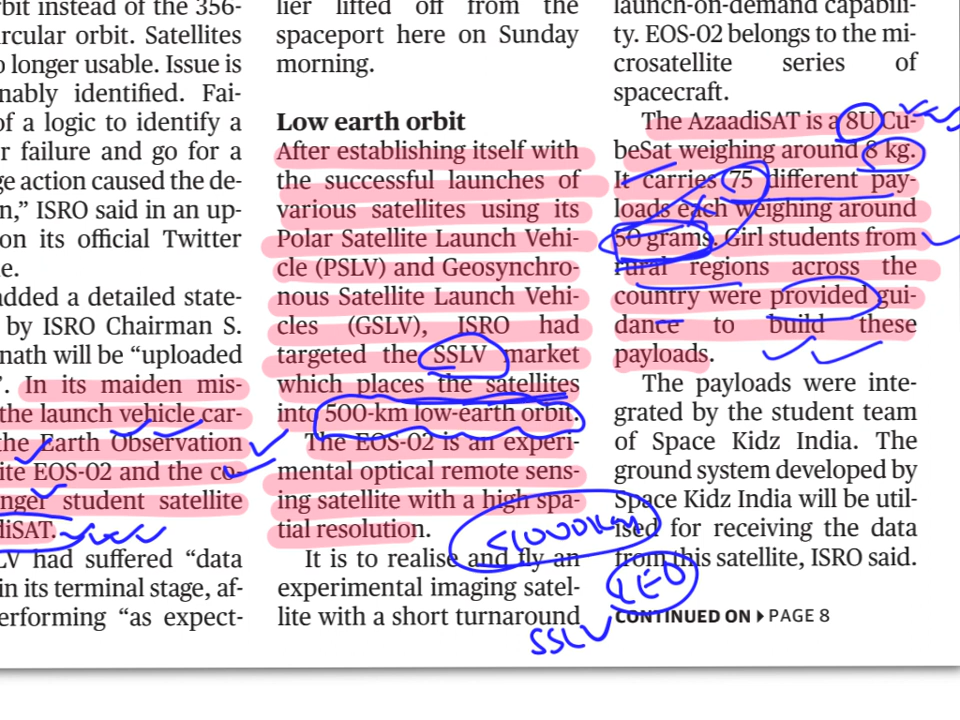 rbit instead of the 356-
rcular orbit. Satellites
o longer usable. Issue is
nably identified. Fai-
of a logic to identify a
r failure and go for a
ge action caused the de-
n,” ISRO said in an up-
on its official Twitter
e.
added a detailed state-
by ISRO Chairman S.
nath will be “uploaded
”. In its maiden mis-
the launch vehicle car-
the Earth Observation
ite EOS-02 and the co-
nger student satellite
diSAT.
LV had suffered “data
in its terminal stage, af-
erforming “as expect-
lier lifted off from the
spaceport here on Sunday
morning.
Low earth orbit
After establishing itself with
the successful launches of
various satellites using its
Polar Satellite Launch Vehi-
cle (PSLV) and Geosynchro-
nous Satellite Launch Vehi-
cles (GSLV), ISRO had
targeted the SSLV market
which places the satellites
into 500-km low-earth orbit.
The EOS-02 is an experi-
mental optical remote sens-
ing satellite with a high spa-
tial resolution.
It is to realise and fly an
experimental imaging satel-
lite with a short turnaround
launch-on-demand capabili-
ty. EOS-02 belongs to the mi-
crosatellite series of
spacecraft.
The AzaadiSAT is a 8U Cu-
beSat weighing around 8 kg.
It carries 75 different pay-
loads each weighing around
50 grams. Girl students from
rural regions across the
country were provided gui-
dance to build these
payloads.
The payloads were inte-
grated by the student team
of Space Kidz India. The
ground system developed by
Space Kidz India will be util-
ised for receiving the data
from this satellite, ISRO said.
CONTINUED ON PAGE 8
<1000Km
LEO
SSLV